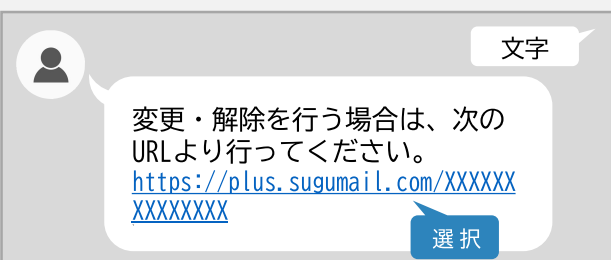 文字
変更・解除を行う場合は、次の
URLより行ってください。
https://plus.sugumail.com/XXXXXX
XXXXXXXX
選択